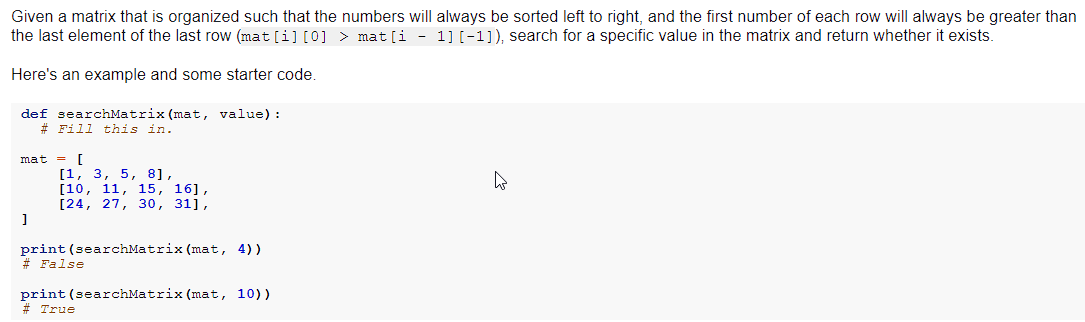 Given a matrix that is organized such that the numbers will always be sorted left to right, and the first number of each row will always be greater than
the last element of the last row (mat[i][0] > mat[i - 1][-1]), search for a specific value in the matrix and return whether it exists.
Here's an example and some starter code.
def searchMatrix(mat, value):
# Fill this in.
mat = [
[1, 3, 5, 8],
[10, 11, 15, 16],
[24, 27, 30, 31],
]
print(searchMatrix(mat, 4))
# False
print(searchMatrix(mat, 10))
# True